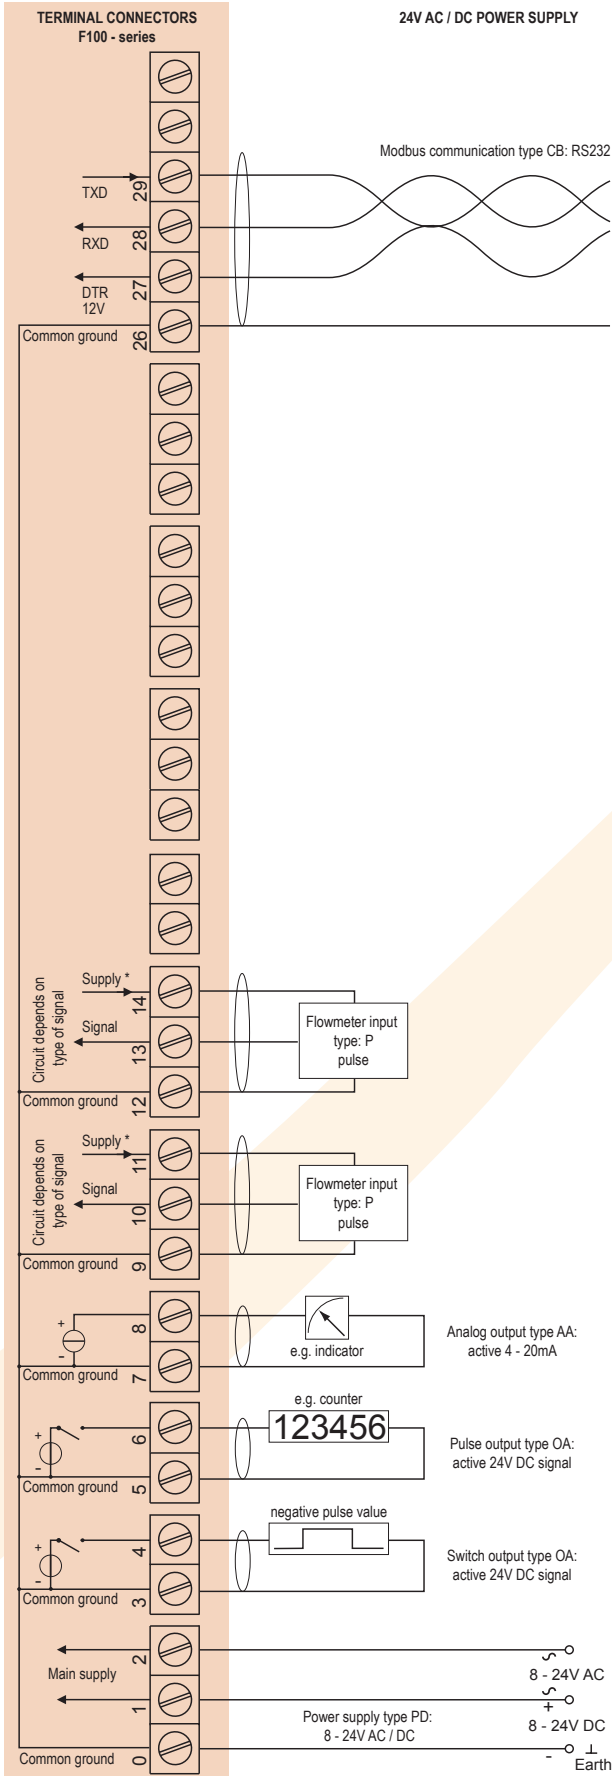 TERMINAL CONNECTORS
F100 - series
24V AC / DC POWER SUPPLY
Modbus communication type CB: RS232
TXD
29
RXD
28
DTR
12V
27
Common ground
26
Circuit depends on
type of signal
Supply *
14
Signal
13
Common ground
12
Flowmeter input
type: P
pulse
Circuit depends on
type of signal
Supply *
11
Signal
10
Common ground
9
Flowmeter input
type: P
pulse
+
-
8
Common ground
7
e.g. indicator
Analog output type AA:
active 4 - 20mA
+
-
6
Common ground
5
e.g. counter
123456
Pulse output type OA:
active 24V DC signal
+
-
4
Common ground
3
negative pulse value
Switch output type OA:
active 24V DC signal
2
Main supply
1
Common ground
0
Power supply type PD:
8 - 24V AC / DC
8 - 24V AC
+
8 - 24V DC
-
Earth